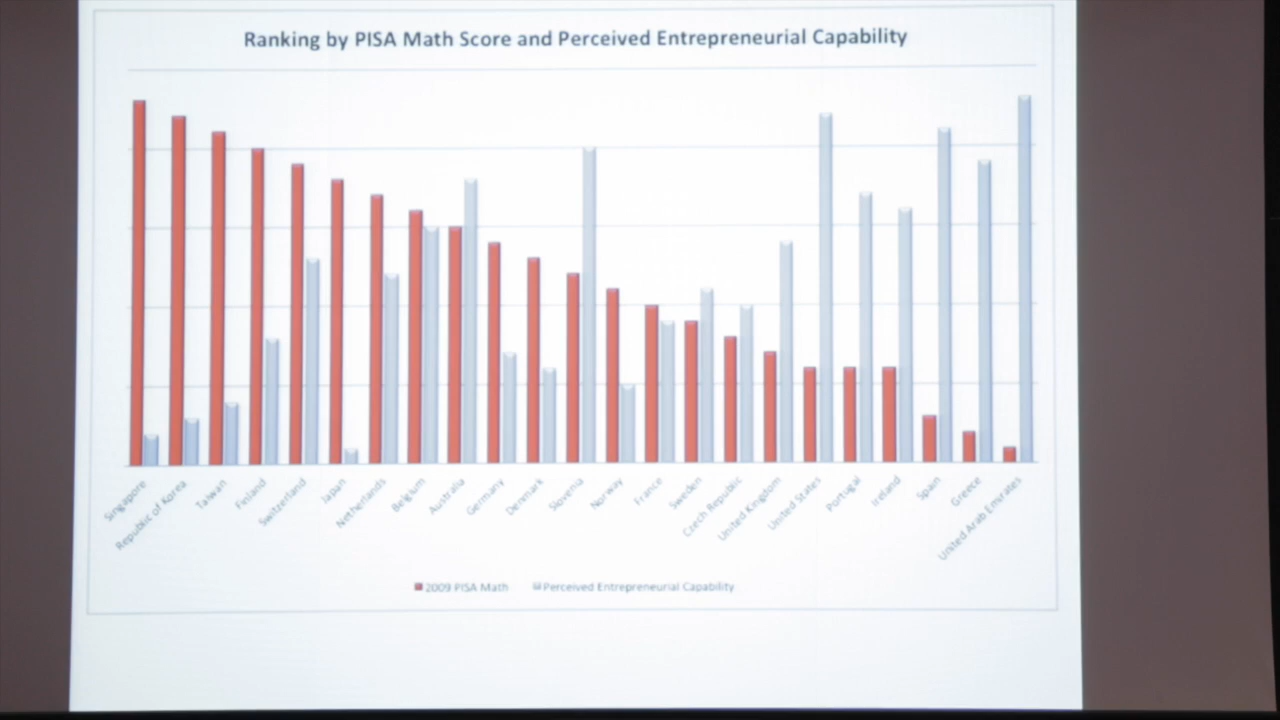 Ranking by PISA Math Score and Perceived Entrepreneurial Capability
Singapore
Republic of Korea
Taiwan
Finland
Switzerland
Japan
Netherlands
Belgium
Australia
Germany
Denmark
Slovenia
Norway
France
Sweden
Czech Republic
United Kingdom
United States
Portugal
Ireland
Spain
Greece
United Arab Emirates
2009 PISA Math
Perceived Entrepreneurial Capability